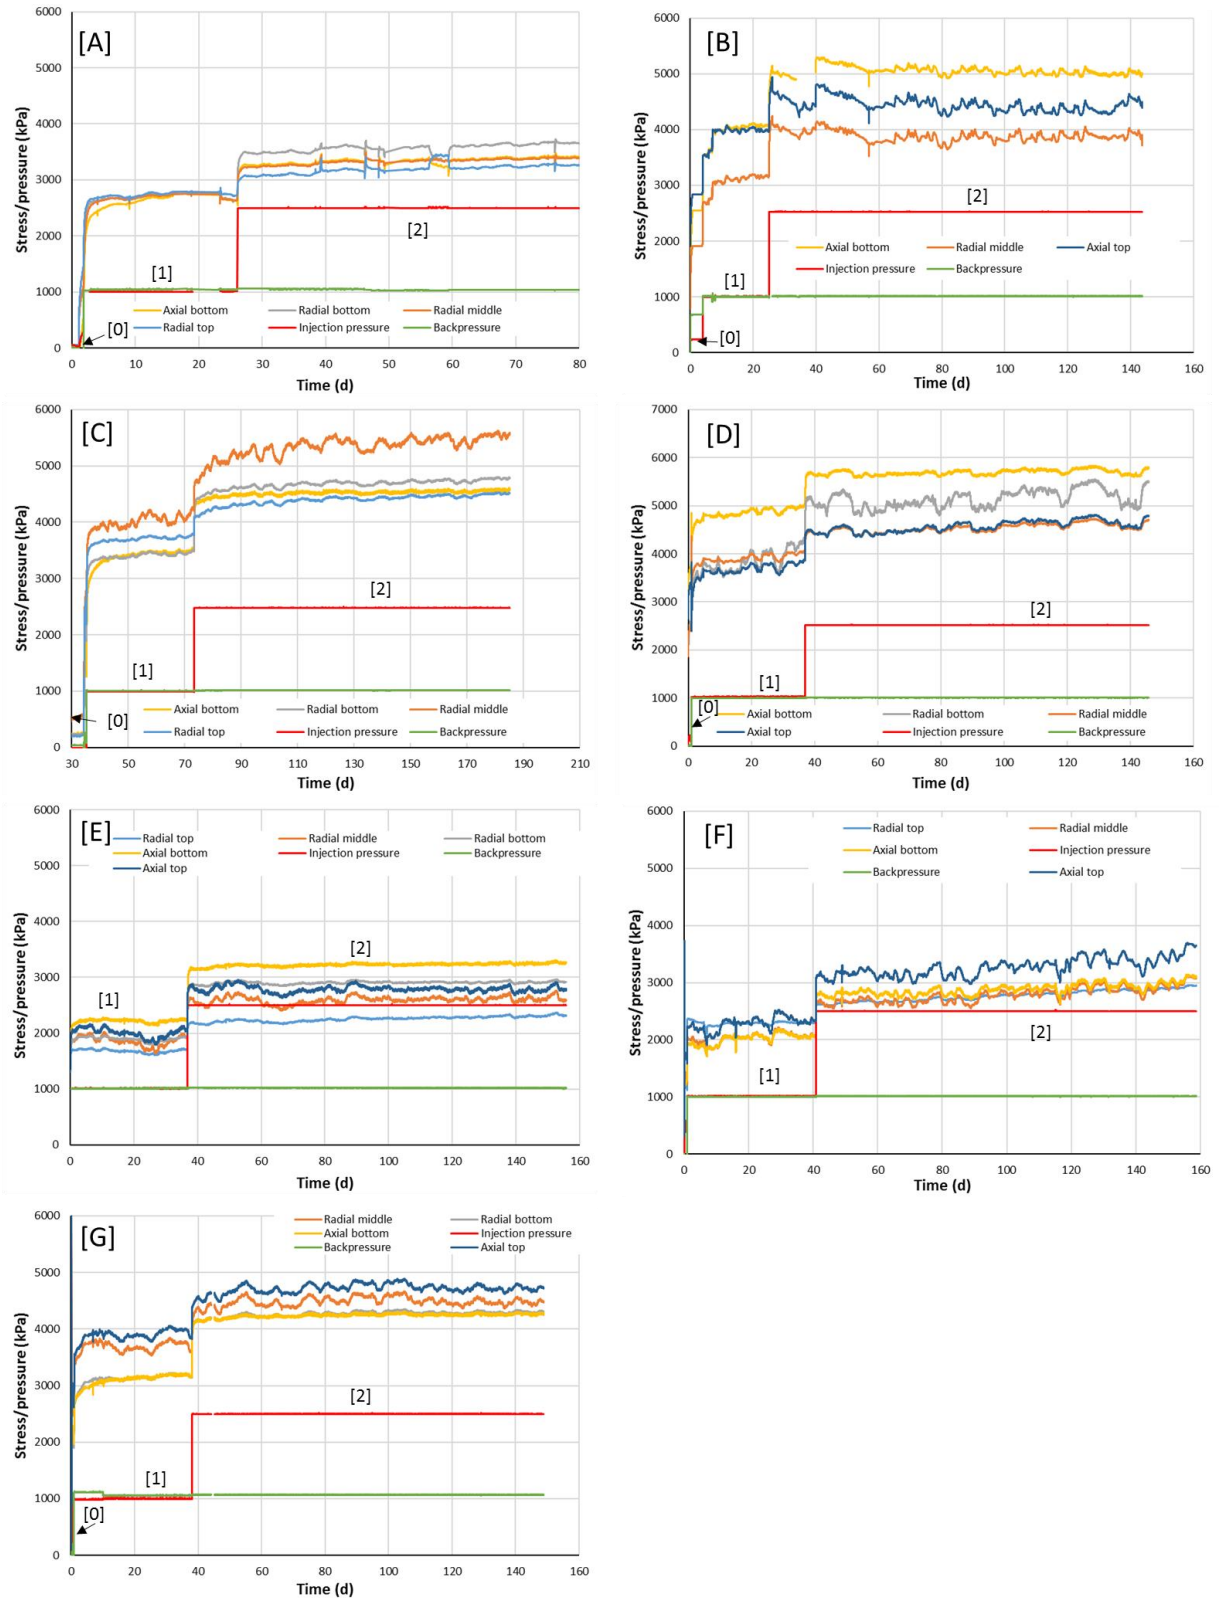 [A]
Stress/pressure (kPa)
6000
5000
4000
3000
2000
1000
0
[1]
[2]
[0]
Axial bottom Radial bottom Radial middle
Radial top Injection pressure Backpressure
0 10 20 30 40 50 60 70 80
Time (d)
[B]
Stress/pressure (kPa)
6000
5000
4000
3000
2000
1000
0
[2]
Axial bottom Radial middle Axial top
Injection pressure Backpressure
[1]
[0]
0 20 40 60 80 100 120 140 160
Time (d)
[C]
Stress/pressure (kPa)
6000
5000
4000
3000
2000
1000
0
[2]
[1]
[0]
Axial bottom Radial bottom Radial middle
Radial top Injection pressure Backpressure
30 50 70 90 110 130 150 170 190 210
Time (d)
[D]
Stress/pressure (kPa)
7000
6000
5000
4000
3000
2000
1000
0
[2]
[1]
[0]
Axial bottom Radial bottom Radial middle
Axial top Injection pressure Backpressure
0 20 40 60 80 100 120 140 160
Time (d)
[E]
Stress/pressure (kPa)
6000
5000
4000
3000
2000
1000
0
Radial top Radial middle Radial bottom
Axial bottom Injection pressure Backpressure
Axial top
[2]
[1]
0 20 40 60 80 100 120 140 160
Time (d)
[F]
Stress/pressure (kPa)
6000
5000
4000
3000
2000
1000
0
Radial top Radial middle
Axial bottom Injection pressure
Backpressure Axial top
[2]
[1]
0 20 40 60 80 100 120 140 160
Time (d)
[G]
Stress/pressure (kPa)
6000
5000
4000
3000
2000
1000
0
Radial middle Radial bottom
Axial bottom Injection pressure
Backpressure Axial top
[2]
[1]
[0]
0 20 40 60 80 100 120 140 160
Time (d)